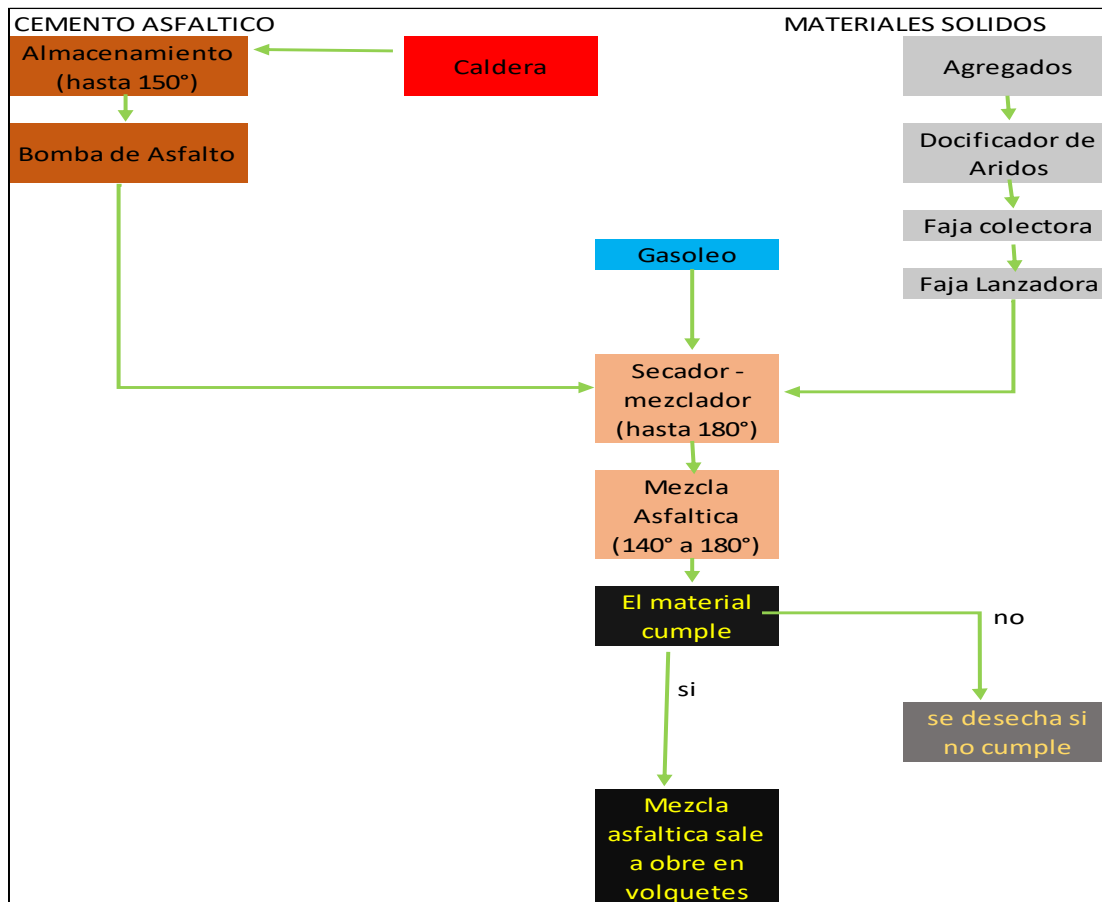 CEMENTO ASFALTICO
MATERIALES SOLIDOS
Almacenamiento
(hasta 150°)
Caldera
Agregados
Bomba de Asfalto
Docificador de
Aridos
Faja colectora
Gasoleo
Faja Lanzadora
Secador -
mezclador
(hasta 180°)
Mezcla
Asfaltica
(140° a 180°)
El material
cumple
no
si
se desecha si
no cumple
Mezcla
asfaltica sale
a obre en
volquetes